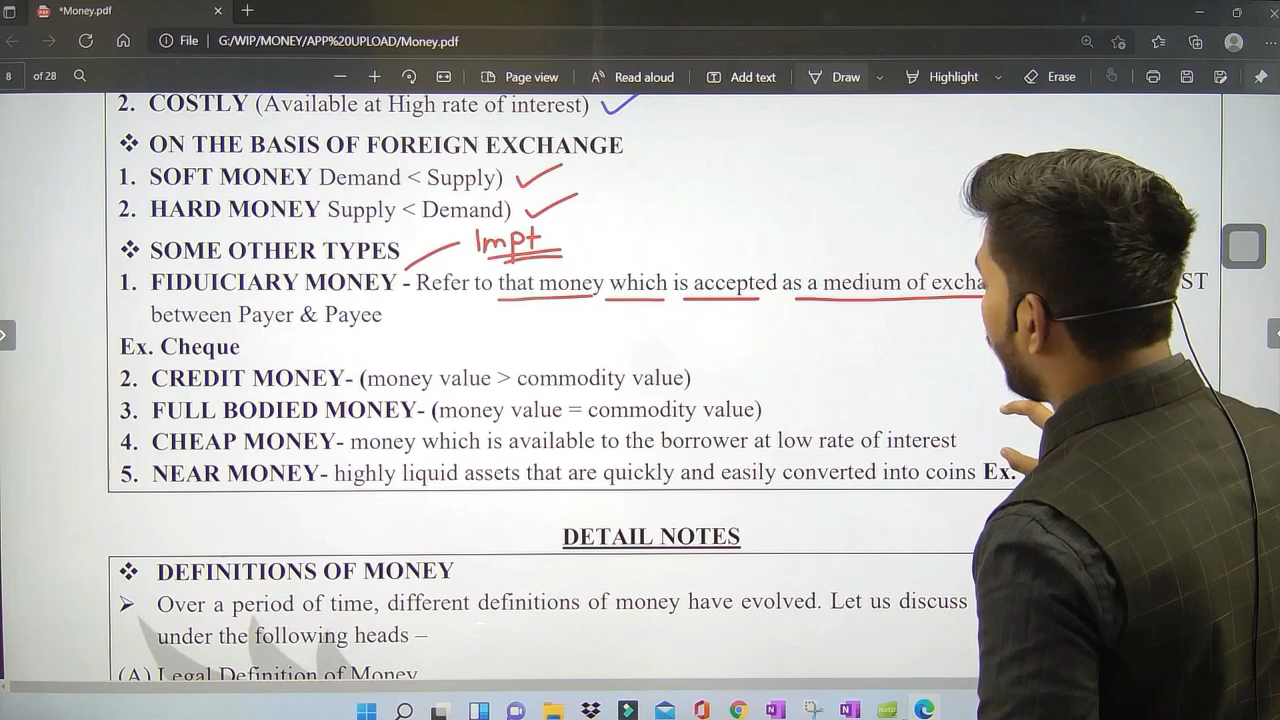 *Money.pdf
File G:/WIP/MONEY/APP%20UPLOAD/Money.pdf
8 of 28 Page view Read aloud Add text Draw Highlight Erase
2. COSTLY (Available at High rate of interest)
❖ ON THE BASIS OF FOREIGN EXCHANGE
1. SOFT MONEY Demand < Supply)
2. HARD MONEY Supply < Demand)
Impt
❖ SOME OTHER TYPES
1. FIDUICIARY MONEY - Refer to that money which is accepted as a medium of
between Payer & Payee
Ex. Cheque
2. CREDIT MONEY- (money value > commodity value)
3. FULL BODIED MONEY- (money value = commodity value)
4. CHEAP MONEY- money which is available to the borrower at low rate of interest
5. NEAR MONEY- highly liquid assets that are quickly and easily converted into coins Ex.
DETAIL NOTES
❖ DEFINITIONS OF MONEY
➢ Over a period of time, different definitions of money have evolved. Let us discuss
under the following heads –
(A) Legal Definition of Money